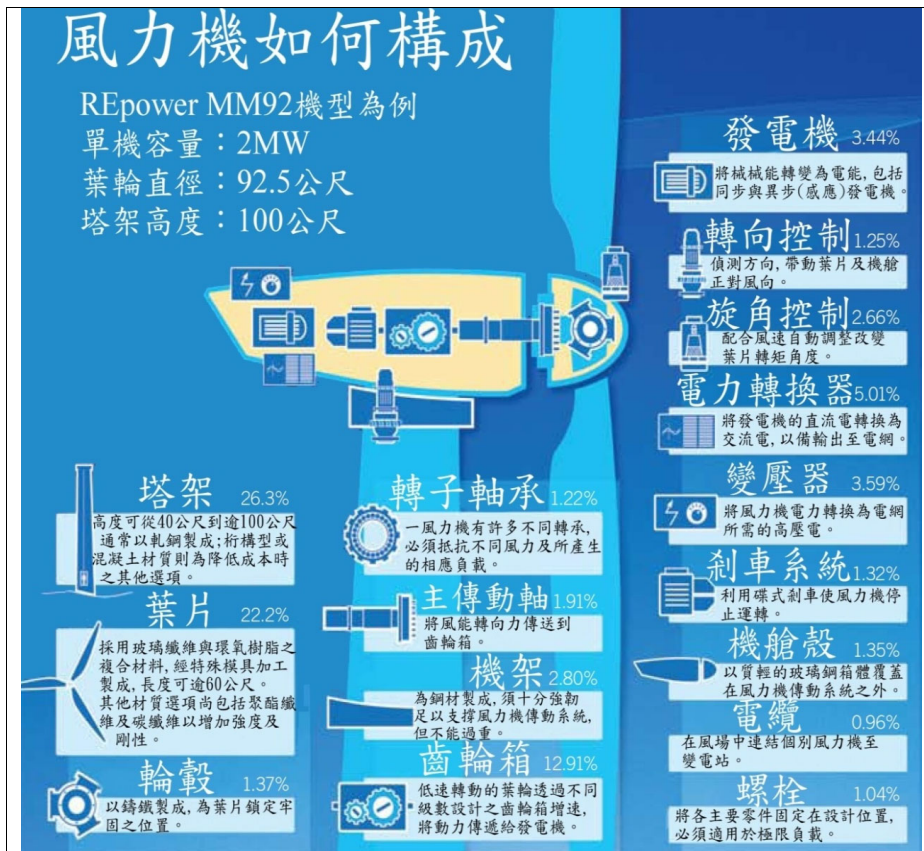 風力機如何構成
REpower MM92機型為例
單機容量：2MW
葉輪直徑：92.5公尺
塔架高度：100公尺
發電機 3.44%
將械械能轉變為電能，包括
同步與異步(感應)發電機。
轉向控制 1.25%
偵測方向，帶動葉片及機艙
正對風向。
旋角控制 2.66%
配合風速自動調整改變
葉片轉矩角度。
電力轉換器 5.01%
將發電機的直流電轉換為
交流電，以備輸出至電網。
變壓器 3.59%
將風力機電力轉換為電網
所需的高壓電。
剎車系統 1.32%
利用碟式剎車使風力機停
止運轉。
機艙殼 1.35%
以質輕的玻璃鋼箱體覆蓋
在風力機傳動系統之外。
電纜 0.96%
在風場中連結個別風力機至
變電站。
螺栓 1.04%
將各主要零件固定在設計位置，
必須適用於極限負載。
塔架 26.3%
高度可從40公尺到逾100公尺
通常以軋鋼製成；桁構型或
混凝土材質則為降低成本時
之其他選項。
葉片 22.2%
採用玻璃纖維與環氧樹脂之
複合材料，經特殊模具加工
製成，長度可逾60公尺。
其他材質選項尚包括聚酯纖
維及碳纖維以增加強度及
剛性。
輪轂 1.37%
以鑄鐵製成，為葉片鎖定牢
固之位置。
轉子軸承 1.22%
一風力機有許多不同轉承，
必須抵抗不同風力及所產生
的相應負載。
主傳動軸 1.91%
將風能轉向力傳送到
齒輪箱。
機架 2.80%
為鋼材製成，須十分強韌
足以支撐風力機傳動系統，
但不能過重。
齒輪箱 12.91%
低速轉動的葉輪透過不同
級數設計之齒輪箱增速，
將動力傳遞給發電機。